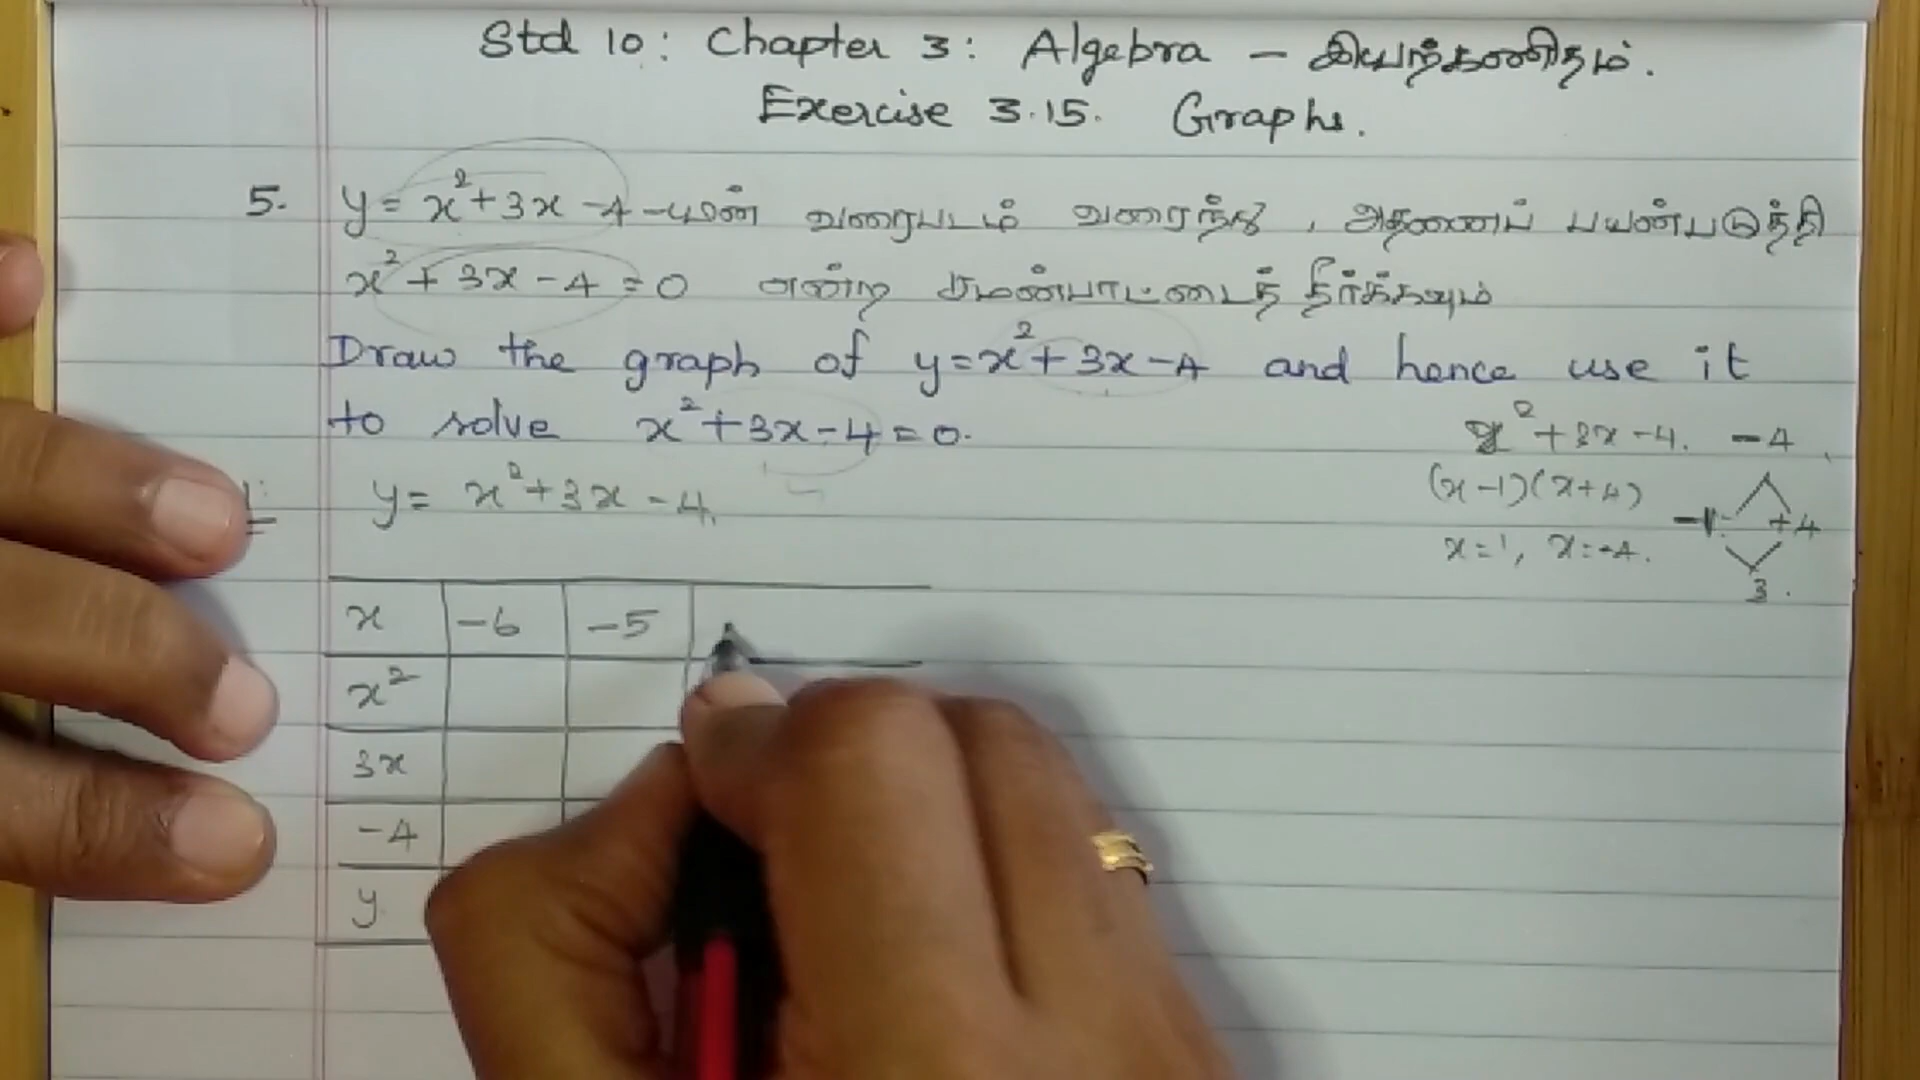 Std 10: Chapter 3: Algebra – இயற்கணிதம்.
Exercise 3.15. Graphs.
5. y = x² + 3x - 4 -யின் வரைபடம் வரைந்து, அதனைப் பயன்படுத்தி
x² + 3x - 4 = 0 என்ற சமன்பாட்டைத் தீர்க்கவும்
Draw the graph of y = x² + 3x - 4 and hence use it
to solve x² + 3x - 4 = 0.
x² + 3x - 4. -4
(x-1)(x+4)
-1 +4
x = 1, x = -4.
3.
y = x² + 3x - 4.
x -6 -5
x²
3x
-4
y